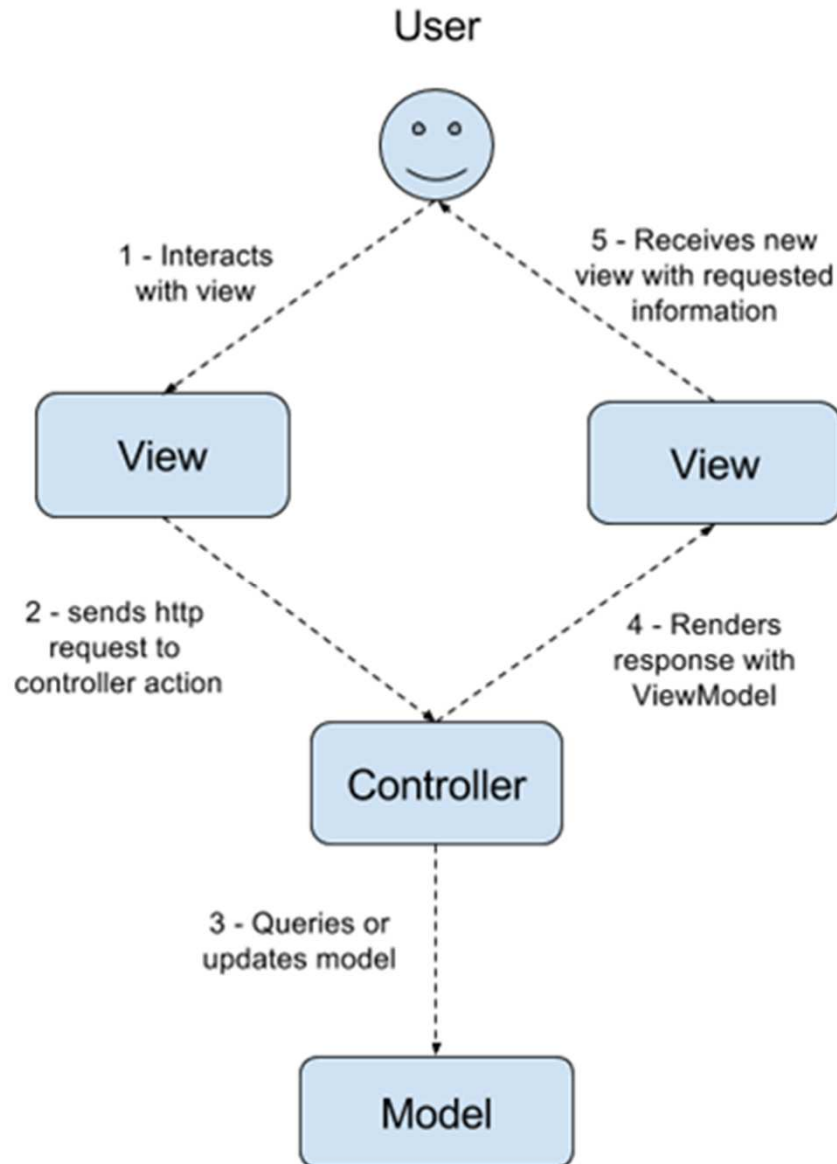 User
1 - Interacts
with view
5 - Receives new
view with requested
information
View
View
2 - sends http
request to
controller action
4 - Renders
response with
ViewModel
Controller
3 - Queries or
updates model
Model